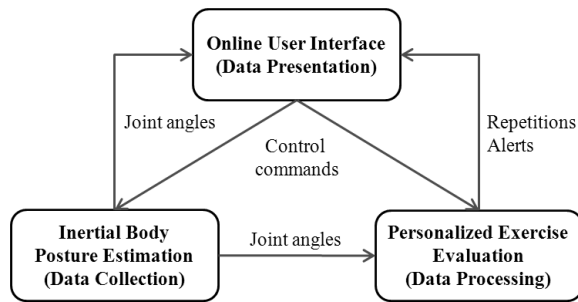 Online User Interface
(Data Presentation)
Joint angles
Control
commands
Repetitions
Alerts
Inertial Body
Posture Estimation
(Data Collection)
Joint angles
Personalized Exercise
Evaluation
(Data Processing)